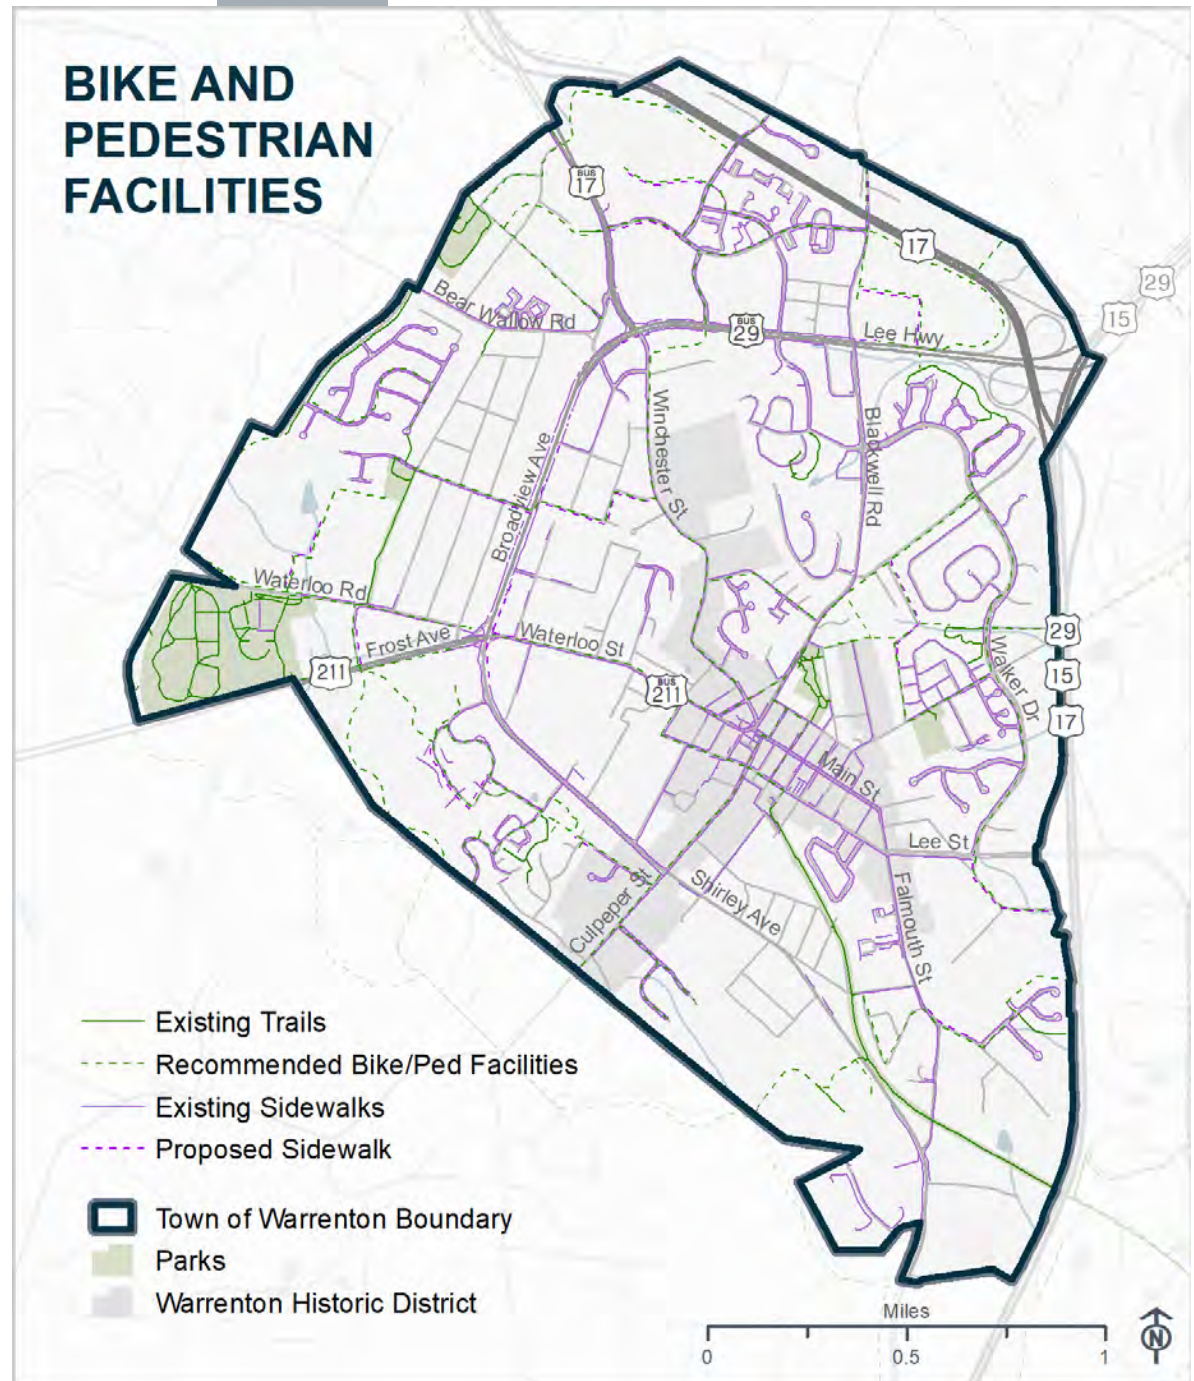 BIKE AND
PEDESTRIAN
FACILITIES
BUS
17
17
29
15
Bear Wallow Rd
BUS
29
Lee Hwy
Broadview Ave
Winchester St
Blackwell Rd
Waterloo Rd
Frost Ave
211
Waterloo St
BUS
211
Walker Dr
29
15
17
Main St
Lee St
Culpeper St
Shirley Ave
Falmouth St
Existing Trails
Recommended Bike/Ped Facilities
Existing Sidewalks
Proposed Sidewalk
Town of Warrenton Boundary
Parks
Warrenton Historic District
Miles
0 0.5 1
N